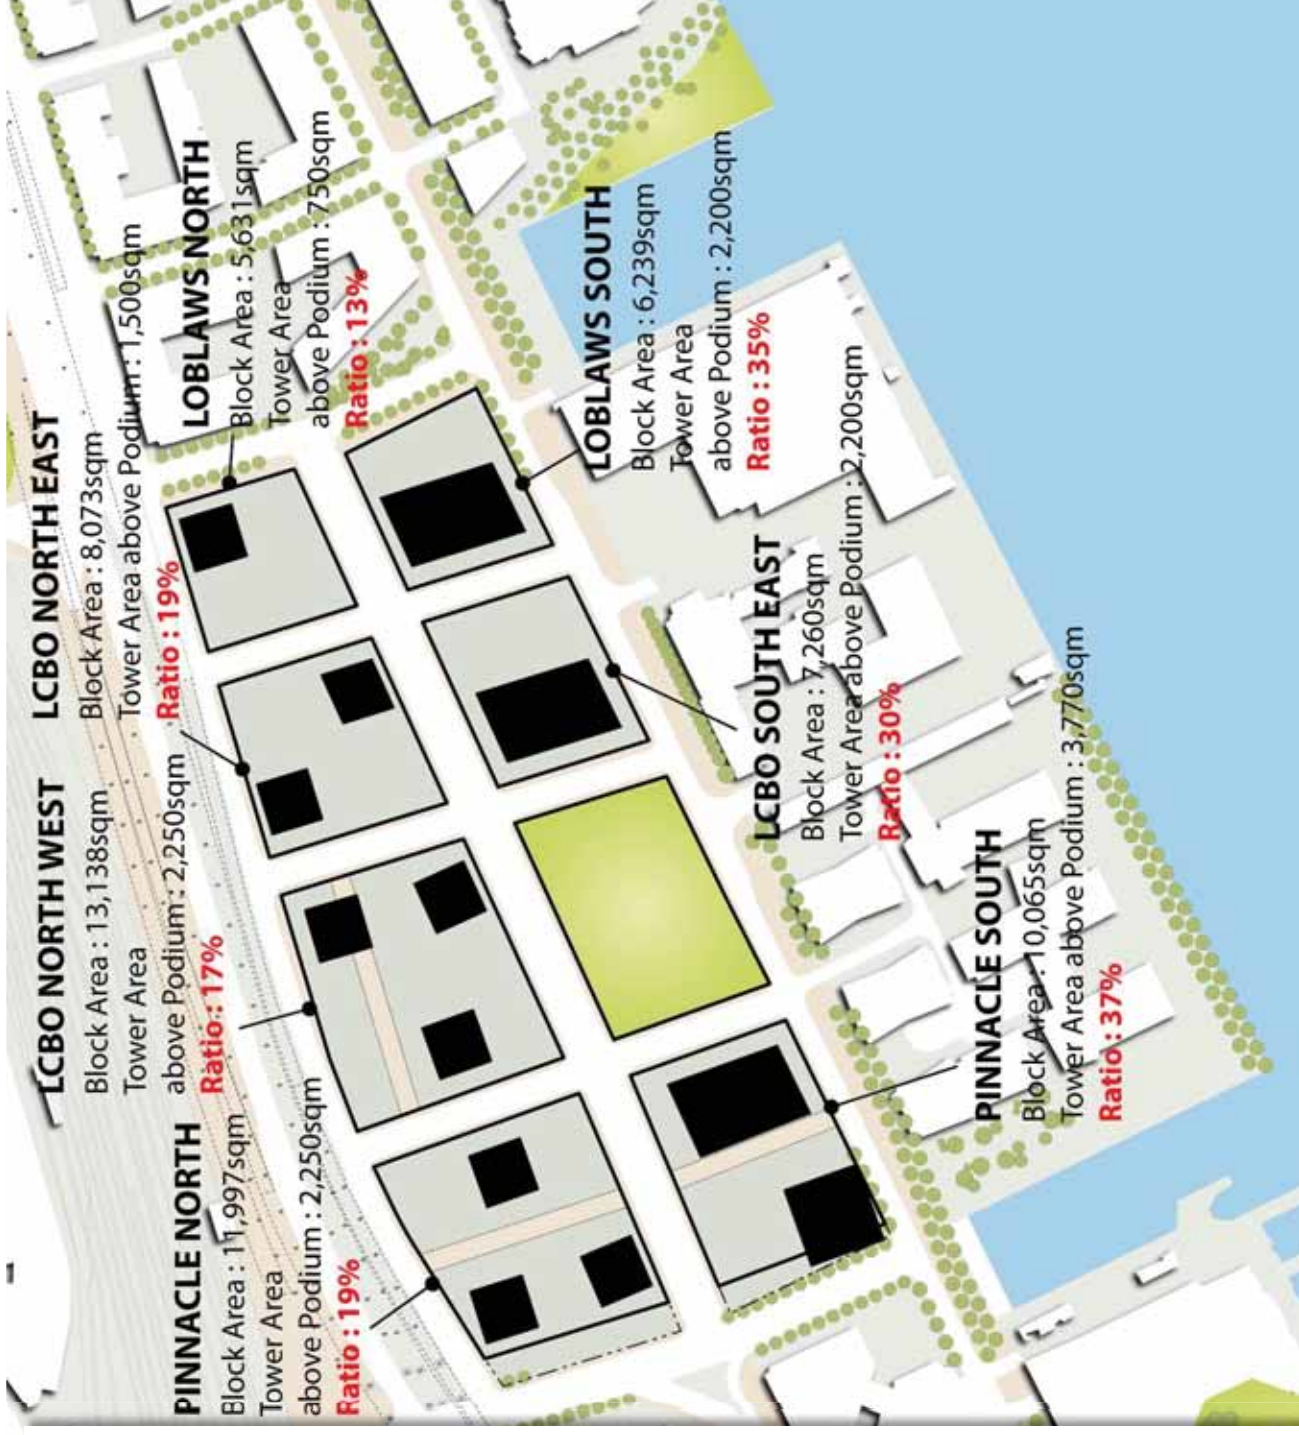 PINNACLE NORTH
Block Area : 11,997sqm
Tower Area
above Podium : 2,250sqm
Ratio : 19%
LCBO NORTH WEST
Block Area : 13,138sqm
Tower Area
above Podium : 2,250sqm
Ratio : 17%
LCBO NORTH EAST
Block Area : 8,073sqm
Tower Area above Podium : 1,500sqm
Ratio : 19%
LOBLAWS NORTH
Block Area : 5,631sqm
Tower Area
above Podium : 750sqm
Ratio : 13%
LOBLAWS SOUTH
Block Area : 6,239sqm
Tower Area
above Podium : 2,200sqm
Ratio : 35%
LCBO SOUTH EAST
Block Area : 7,260sqm
Tower Area above Podium : 2,200sqm
Ratio : 30%
PINNACLE SOUTH
Block Area : 10,065sqm
Tower Area above Podium : 3,770sqm
Ratio : 37%